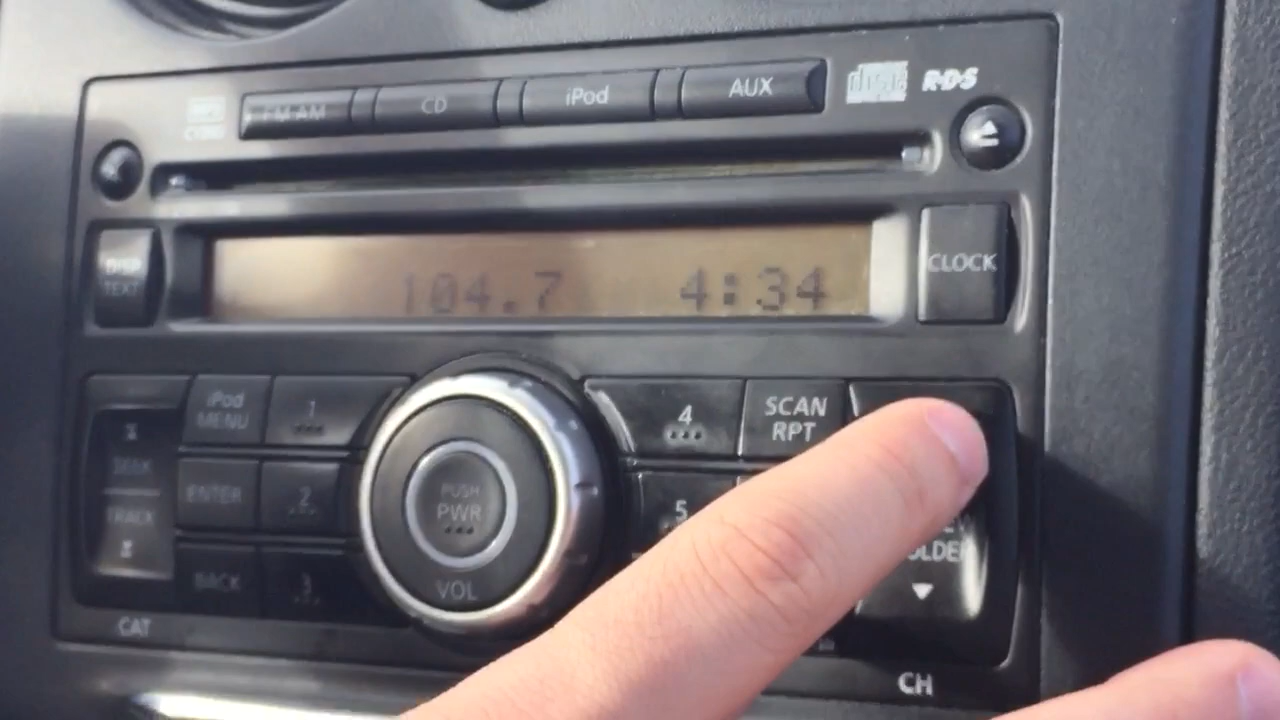 FM·AM CD iPod AUX
disc RDS
DISP
TEXT
104.7 4:34
CLOCK
iPod
MENU
1
4
SCAN
RPT
SEEK
TRACK
ENTER
2
5
PUSH
PWR
VOL
BACK
3
CAT
CH